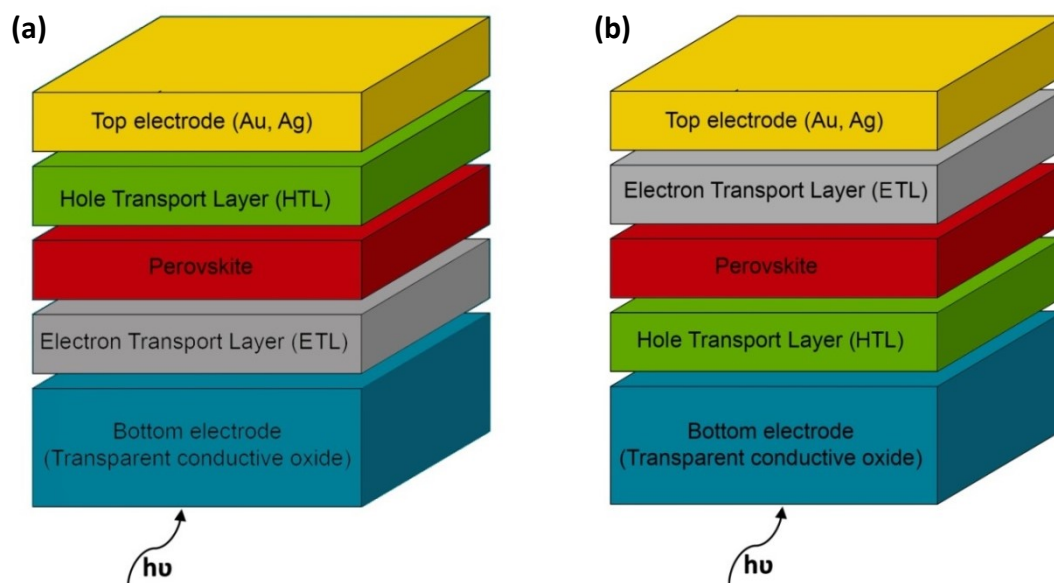 (a)
Top electrode (Au, Ag)
Hole Transport Layer (HTL)
Perovskite
Electron Transport Layer (ETL)
Bottom electrode
(Transparent conductive oxide)
hυ
(b)
Top electrode (Au, Ag)
Electron Transport Layer (ETL)
Perovskite
Hole Transport Layer (HTL)
Bottom electrode
(Transparent conductive oxide)
hυ